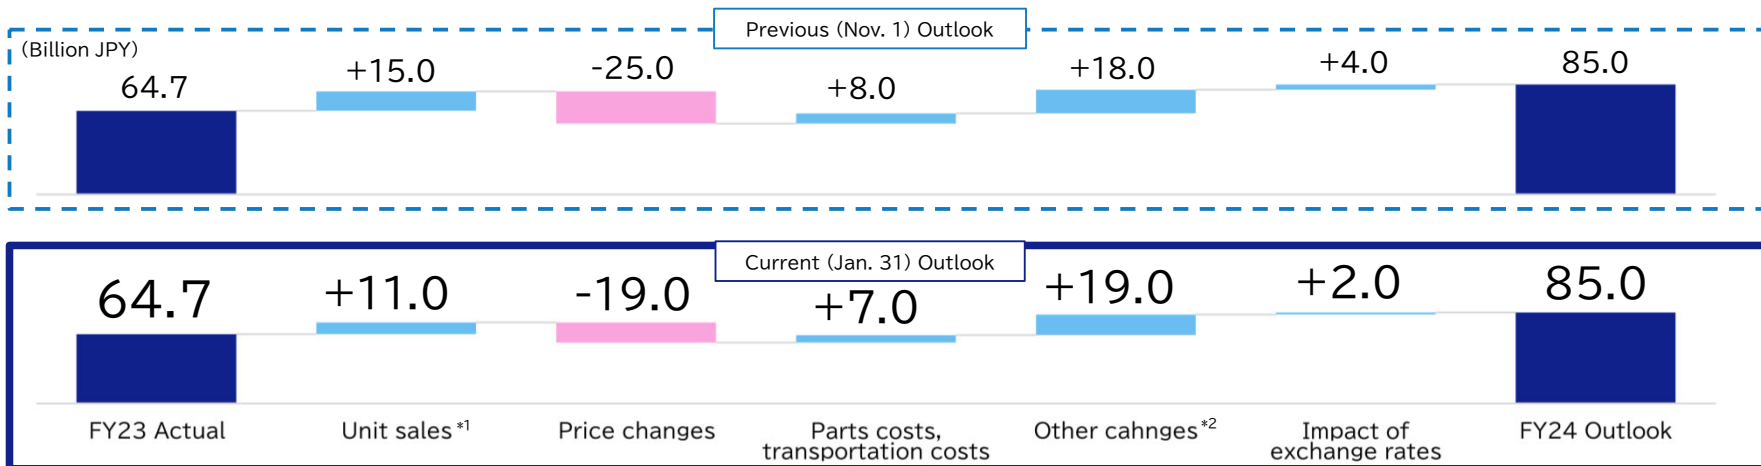 Previous (Nov. 1) Outlook
(Billion JPY)
64.7
+15.0
-25.0
+8.0
+18.0
+4.0
85.0
Current (Jan. 31) Outlook
64.7
+11.0
-19.0
+7.0
+19.0
+2.0
85.0
FY23 Actual
Unit sales *1
Price changes
Parts costs,
transportation costs
Other cahnges *2
Impact of
exchange rates
FY24 Outlook